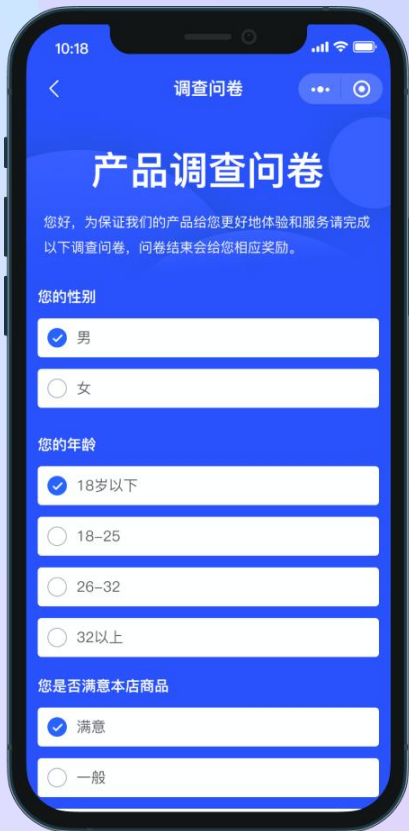 10:18
调查问卷
产品调查问卷
您好，为保证我们的产品给您更好地体验和服务请完成
以下调查问卷，问卷结束会给您相应奖励。
您的性别
男
女
您的年龄
18岁以下
18-25
26-32
32以上
您是否满意本店商品
满意
一般